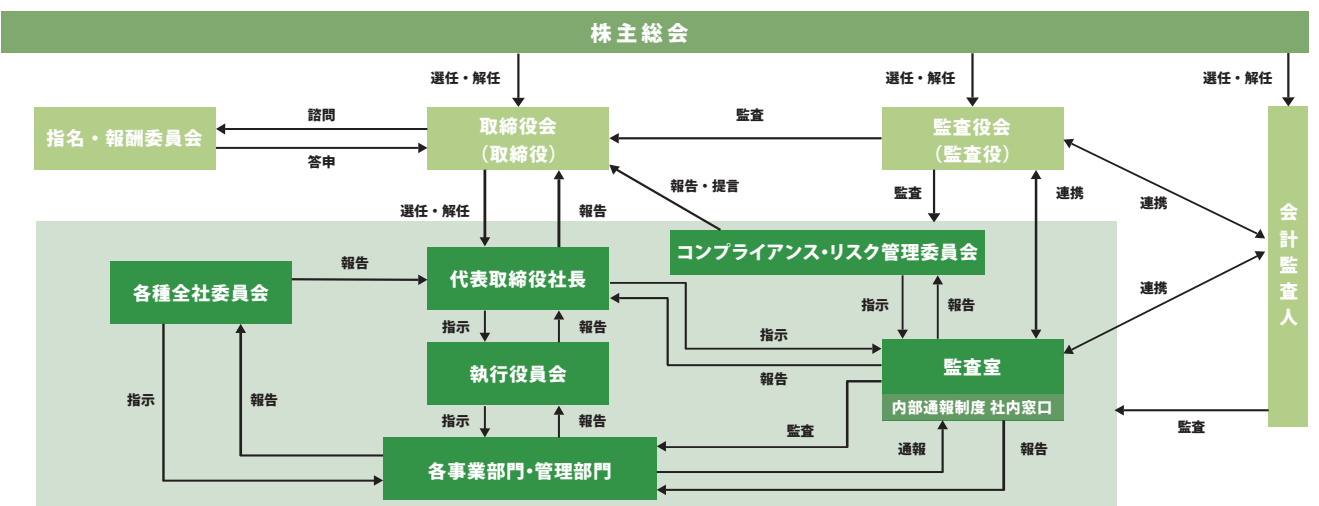 株主総会
選任・解任
選任・解任
選任・解任
指名・報酬委員会
諮問
答申
取締役会
（取締役）
監査
監査役会
（監査役）
報告・提言
監査
連携
連携
会計監査人
選任・解任
報告
コンプライアンス・リスク管理委員会
各種全社委員会
報告
代表取締役社長
指示
報告
連携
指示
報告
指示
報告
執行役員会
監査室
内部通報制度 社内窓口
指示
報告
指示
報告
監査
通報
報告
監査
各事業部門・管理部門